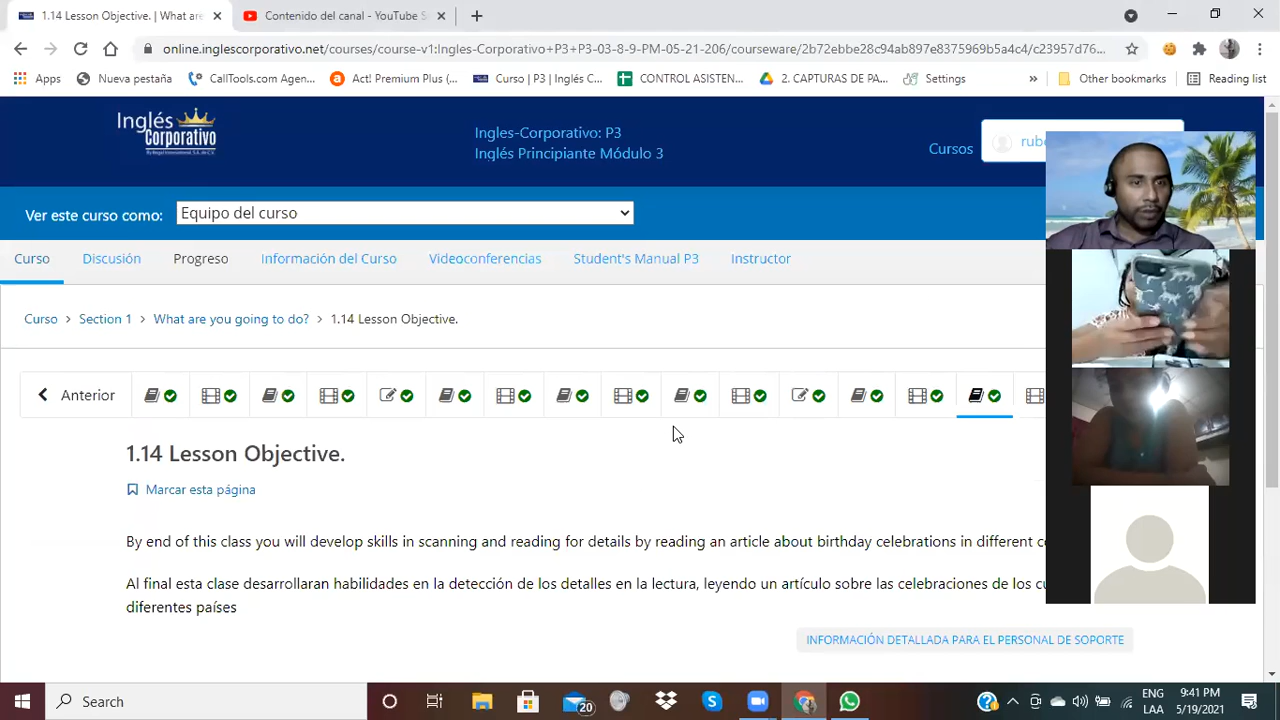 1.14 Lesson Objective. | What are
Contenido del canal - YouTube S
online.inglescorporativo.net/courses/course-v1:Ingles-Corporativo+P3+P3-03-8-9-PM-05-21-206/courseware/2b72ebbe28c94ab897e8375969b5a4c4/c23957d76...
Apps
Nueva pestaña
CallTools.com Agen...
Act! Premium Plus (...
Curso | P3 | Inglés C...
CONTROL ASISTEN...
2. CAPTURAS DE PA...
Settings
»
Other bookmarks
Reading list
Inglés
Corporativo
Ingles-Corporativo: P3
Inglés Principiante Módulo 3
Cursos
rub
Ver este curso como:
Equipo del curso
Curso
Discusión
Progreso
Información del Curso
Videoconferencias
Student's Manual P3
Instructor
Curso > Section 1 > What are you going to do? > 1.14 Lesson Objective.
Anterior
1.14 Lesson Objective.
Marcar esta página
By end of this class you will develop skills in scanning and reading for details by reading an article about birthday celebrations in different c
Al final esta clase desarrollaran habilidades en la detección de los detalles en la lectura, leyendo un artículo sobre las celebraciones de los cu
diferentes países
INFORMACIÓN DETALLADA PARA EL PERSONAL DE SOPORTE
Search
20
ENG
LAA
9:41 PM
5/19/2021